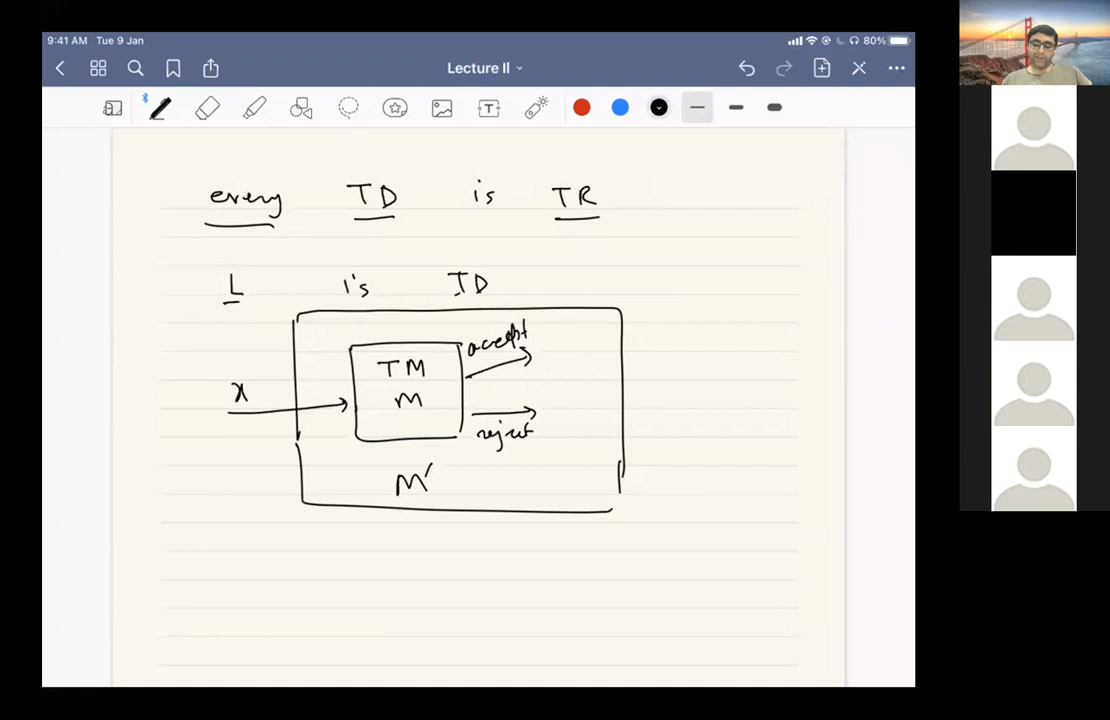 9:41 AM Tue 9 Jan
80%
Lecture II
T
every TD is TR
L is TD
accept
TM
x
M
reject
M'